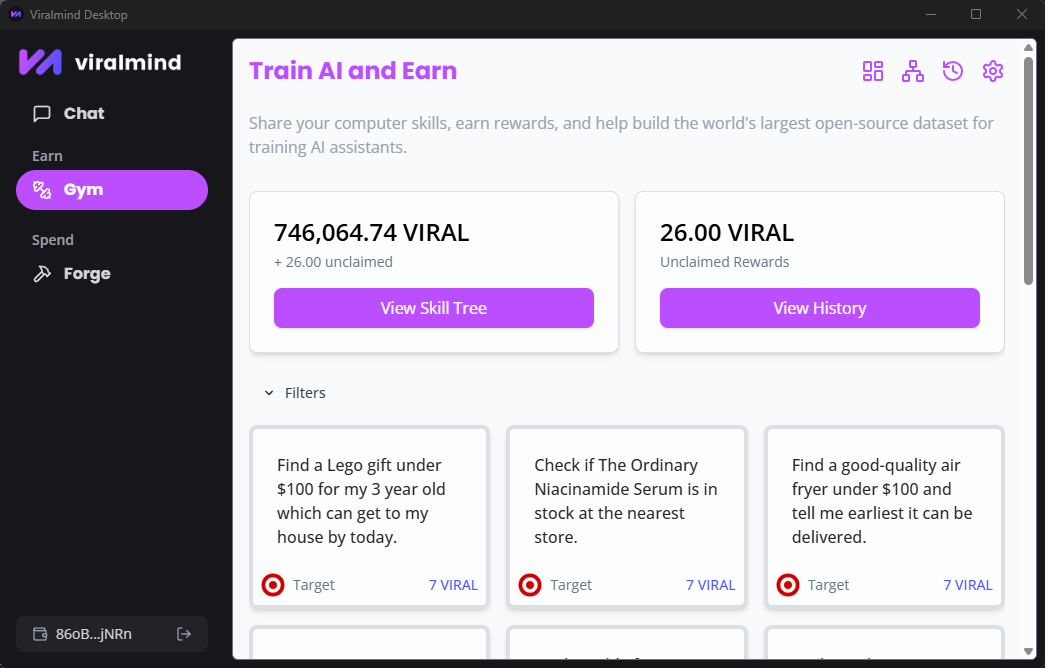 Viralmind Desktop
viralmind
Chat
Earn
Gym
Spend
Forge
86oB...jNRn
Train AI and Earn
Share your computer skills, earn rewards, and help build the world's largest open-source dataset for
training AI assistants.
746,064.74 VIRAL
+ 26.00 unclaimed
View Skill Tree
26.00 VIRAL
Unclaimed Rewards
View History
Filters
Find a Lego gift under
$100 for my 3 year old
which can get to my
house by today.
Target
7 VIRAL
Check if The Ordinary
Niacinamide Serum is in
stock at the nearest
store.
Target
7 VIRAL
Find a good-quality air
fryer under $100 and
tell me earliest it can be
delivered.
Target
7 VIRAL